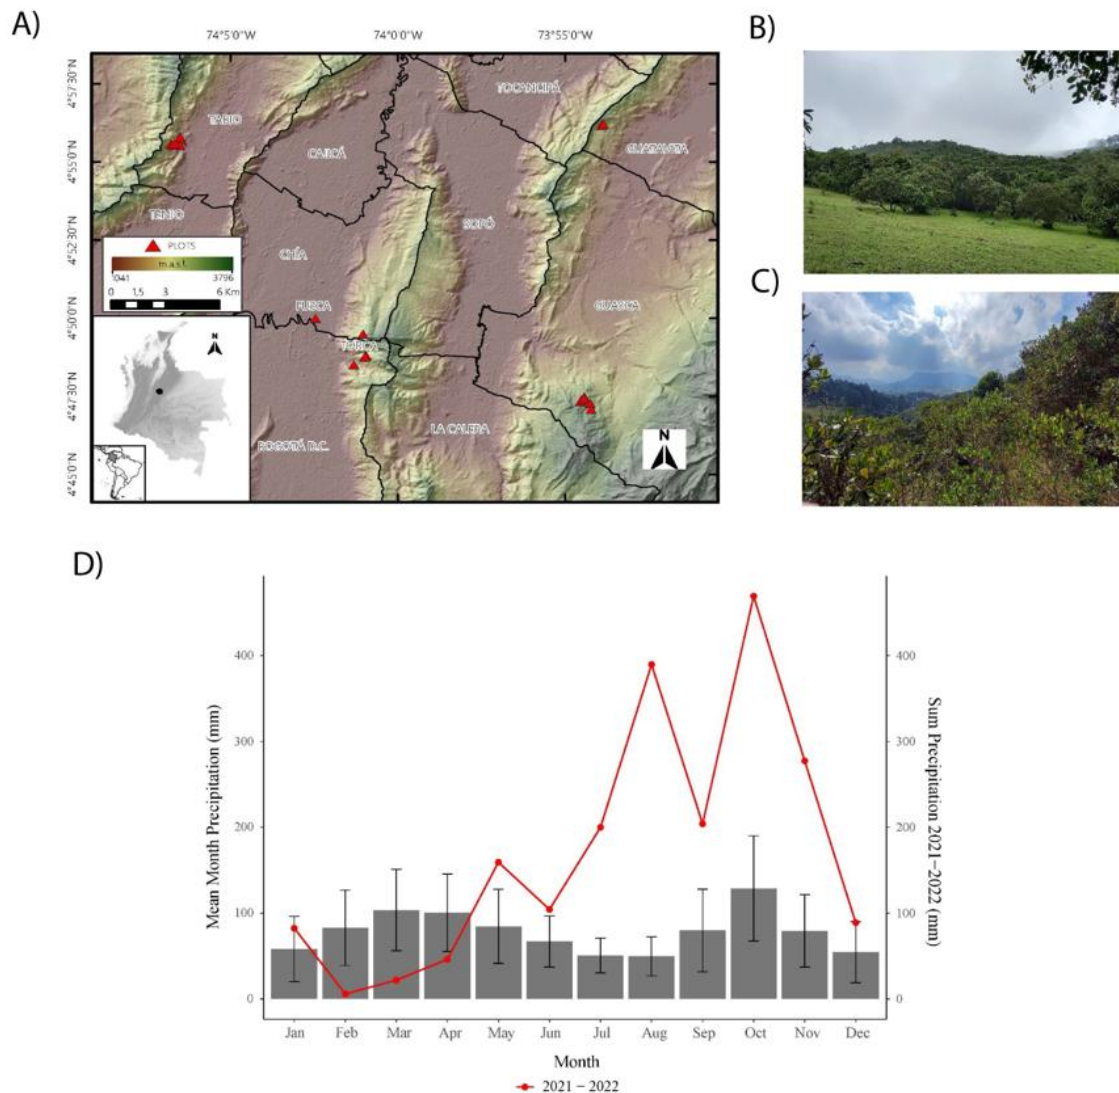 A)
74°5'0"W 74°0'0"W 73°55'0"W
4°57'30"N
4°55'0"N
4°52'30"N
4°50'0"N
4°47'30"N
4°45'0"N
TOCANCIPÁ
TABIO
CAJICÁ
GUATAVITA
TENJO
SOPÓ
CHÍA
PLOTS
m.a.s.l.
1041 3796
0 1,5 3 6 Km
FUSCA
GUASCA
TORCA
N
LA CALERA
BOGOTÁ D.C.
N
B)
C)
D)
Mean Month Precipitation (mm)
400
300
200
100
0
Sum Precipitation 2021−2022 (mm)
400
300
200
100
0
Jan Feb Mar Apr May Jun Jul Aug Sep Oct Nov Dec
Month
2021 − 2022